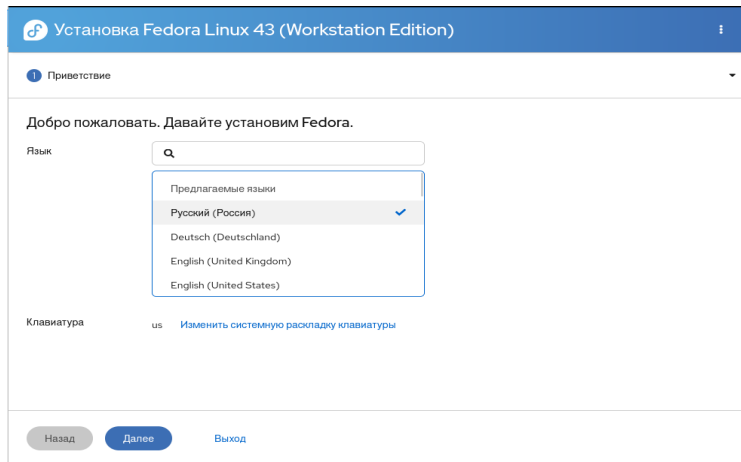 Установка Fedora Linux 43 (Workstation Edition)
1 Приветствие
Добро пожаловать. Давайте установим Fedora.
Язык
Предлагаемые языки
Русский (Россия)
Deutsch (Deutschland)
English (United Kingdom)
English (United States)
Клавиатура us Изменить системную раскладку клавиатуры
Назад Далее Выход